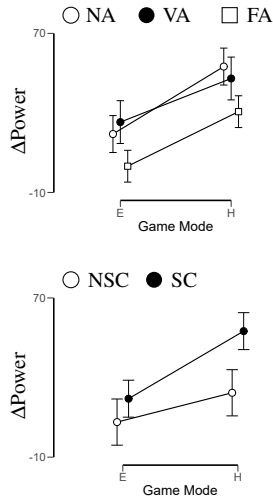 NA VA FA
70
ΔPower
-10
E H
Game Mode
NSC SC
70
ΔPower
-10
E H
Game Mode